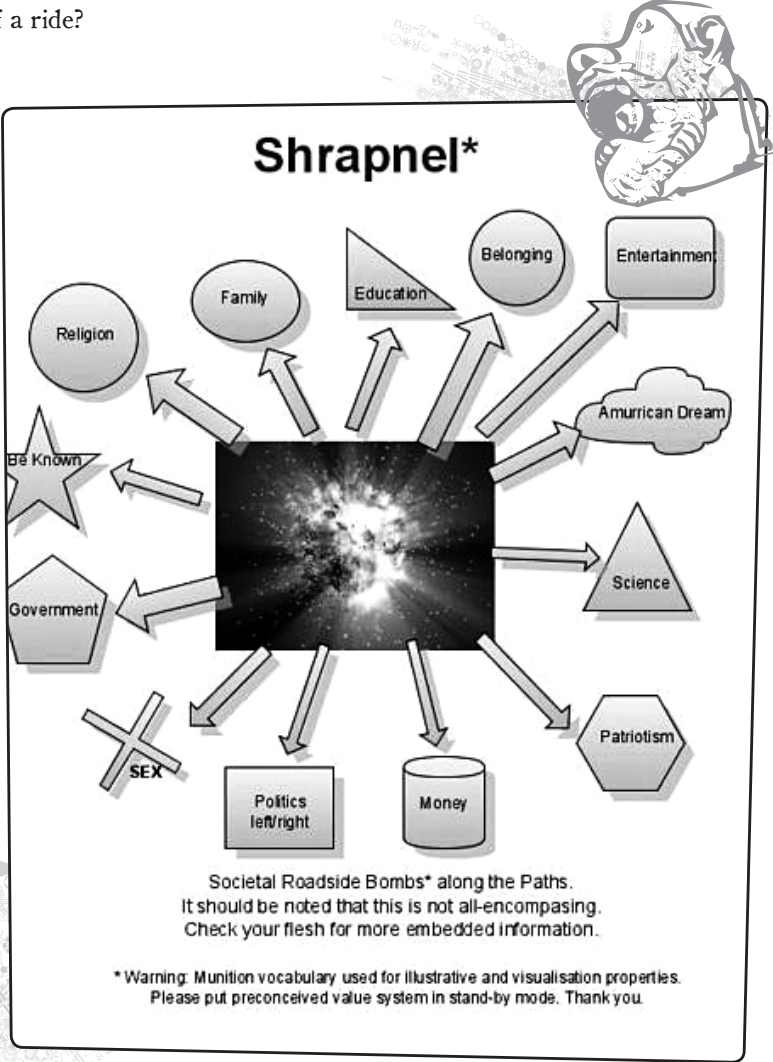 f a ride?
Shrapnel*
Belonging
Entertainment
Education
Family
Religion
Amurrican Dream
Be Known
Science
Government
Patriotism
SEX
Politics
left/right
Money
Societal Roadside Bombs* along the Paths.
It should be noted that this is not all-encompasing.
Check your flesh for more embedded information.
* Warning: Munition vocabulary used for illustrative and visualisation properties.
Please put preconceived value system in stand-by mode. Thank you.